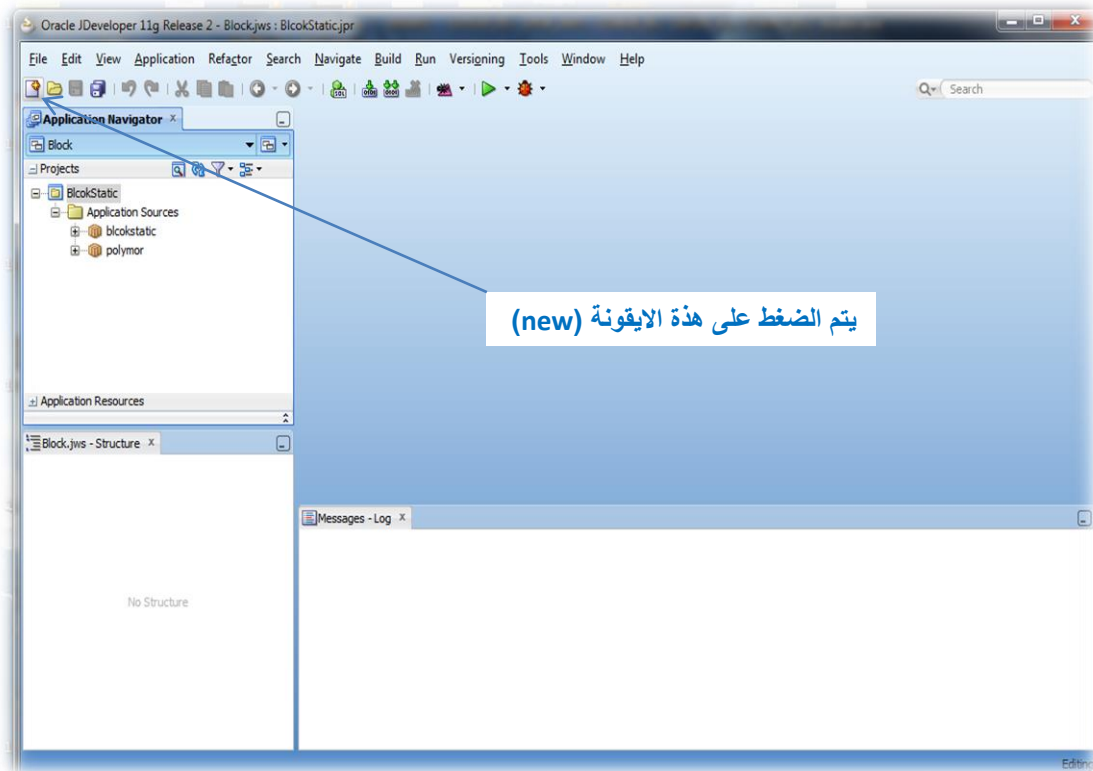 Oracle JDeveloper 11g Release 2 - Block.jws : BlcokStatic.jpr
File Edit View Application Refactor Search Navigate Build Run Versioning Tools Window Help
Search
Application Navigator
Block
Projects
BlcokStatic
Application Sources
blcokstatic
polymor
يتم الضغط على هذة الايقونة (new)
Application Resources
Block.jws - Structure
Messages - Log
No Structure
Editing